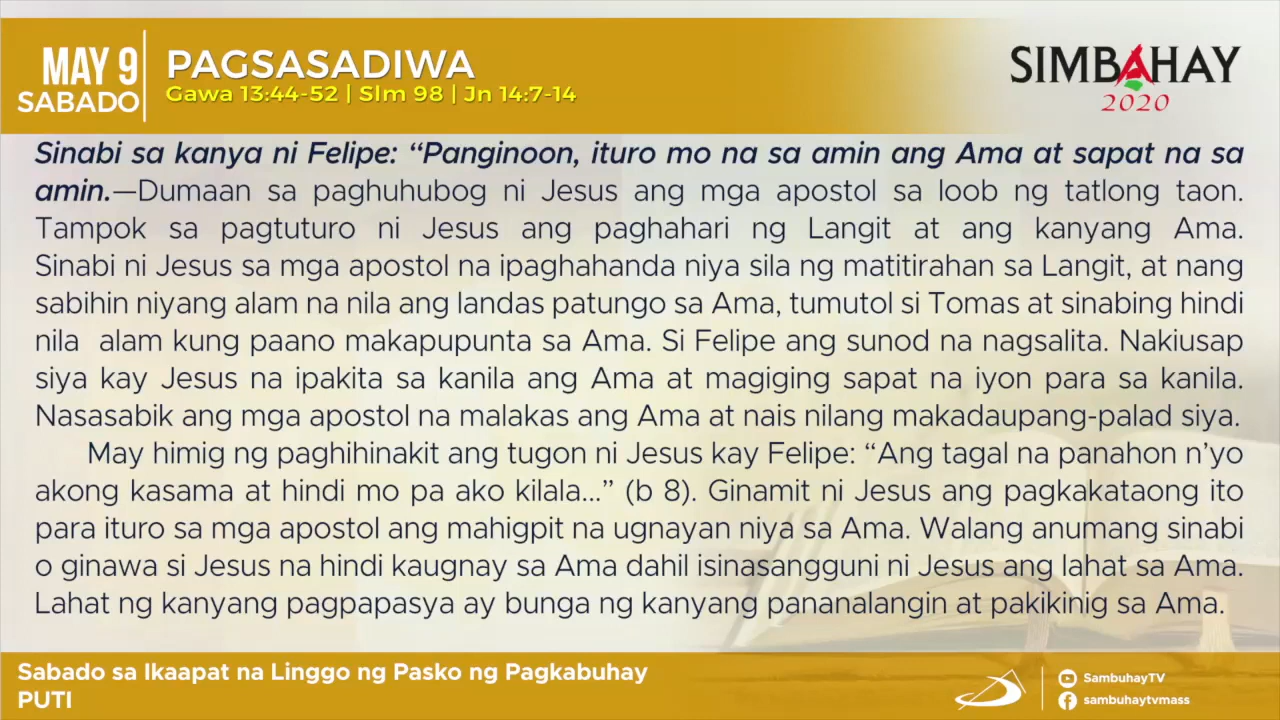 MAY 9
SABADO
PAGSASADIWA
Gawa 13:44-52 | Slm 98 | Jn 14:7-14
SIMBAHAY
2020
Sinabi sa kanya ni Felipe: “Panginoon, ituro mo na sa amin ang Ama at sapat na sa
amin.—Dumaan sa paghuhubog ni Jesus ang mga apostol sa loob ng tatlong taon.
Tampok sa pagtuturo ni Jesus ang paghahari ng Langit at ang kanyang Ama.
Sinabi ni Jesus sa mga apostol na ipaghahanda niya sila ng matitirahan sa Langit, at nang
sabihin niyang alam na nila ang landas patungo sa Ama, tumutol si Tomas at sinabing hindi
nila alam kung paano makapupunta sa Ama. Si Felipe ang sunod na nagsalita. Nakiusap
siya kay Jesus na ipakita sa kanila ang Ama at magiging sapat na iyon para sa kanila.
Nasasabik ang mga apostol na malakas ang Ama at nais nilang makadaupang-palad siya.
May himig ng paghihinakit ang tugon ni Jesus kay Felipe: “Ang tagal na panahon n’yo
akong kasama at hindi mo pa ako kilala...” (b 8). Ginamit ni Jesus ang pagkakataong ito
para ituro sa mga apostol ang mahigpit na ugnayan niya sa Ama. Walang anumang sinabi
o ginawa si Jesus na hindi kaugnay sa Ama dahil isinasangguni ni Jesus ang lahat sa Ama.
Lahat ng kanyang pagpapasya ay bunga ng kanyang pananalangin at pakikinig sa Ama.
Sabado sa Ikaapat na Linggo ng Pasko ng Pagkabuhay
PUTI
SambuhayTV
sambuhaytvmass